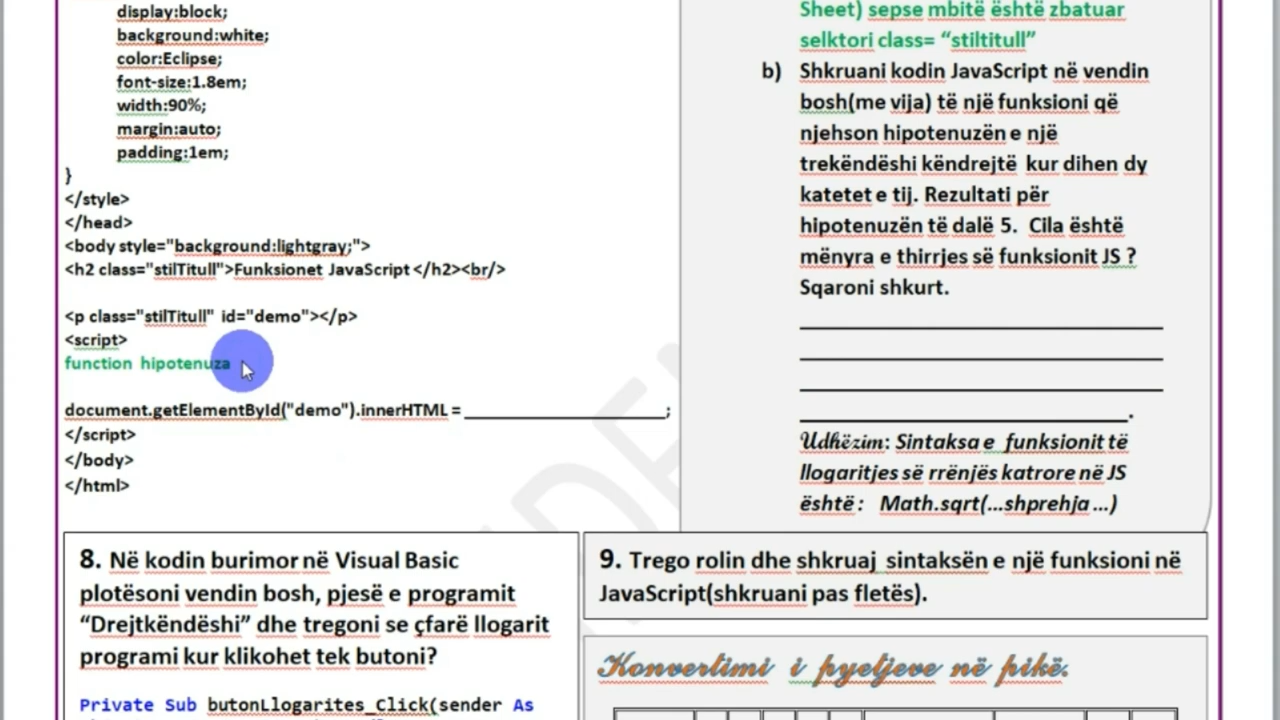 display:block;
background:white;
color:Eclipse;
font-size:1.8em;
width:90%;
margin:auto;
padding:1em;
}
</style>
</head>
<body style="background:lightgray;">
<h2 class="stilTitull">Funksionet JavaScript </h2><br/>
<p class="stilTitull" id="demo"></p>
<script>
function hipotenuza
document.getElementById("demo").innerHTML = ____________________;
</script>
</body>
</html>
Sheet) sepse mbitë është zbatuar
selktori class= “stiltitull”
b) Shkruani kodin JavaScript në vendin
bosh(me vija) të një funksioni që
njehson hipotenuzën e një
trekëndëshi këndrejtë kur dihen dy
katetet e tij. Rezultati për
hipotenuzën të dalë 5. Cila është
mënyra e thirrjes së funksionit JS ?
Sqaroni shkurt.
______________________________
______________________________
______________________________
___________________________.
Udhëzim: Sintaksa e funksionit të
llogaritjes së rrënjës katrore në JS
është : Math.sqrt(...shprehja ...)
8. Në kodin burimor në Visual Basic
plotësoni vendin bosh, pjesë e programit
“Drejtkëndëshi” dhe tregoni se çfarë llogarit
programi kur klikohet tek butoni?
Private Sub butonLlogarites_Click(sender As
9. Trego rolin dhe shkruaj sintaksën e një funksioni në
JavaScript(shkruani pas fletës).
Konvertimi i pyetjeve në pikë.